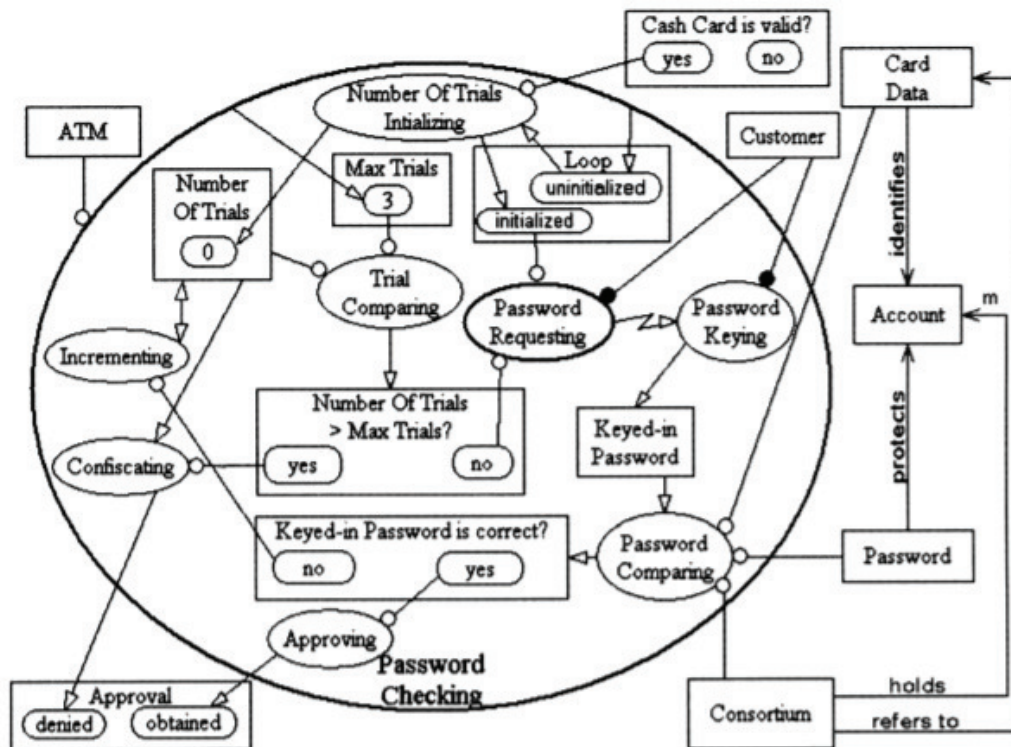 Cash Card is valid?
yes
no
Card
Data
ATM
Number Of Trials
Intializing
Customer
Number
Of Trials
0
Max Trials
3
Loop
uninitialized
initialized
identifies
Trial
Comparing
Password
Requesting
Password
Keying
Account
m
Incrementing
Number Of Trials
> Max Trials?
yes
no
Keyed-in
Password
protects
Confiscating
Keyed-in Password is correct?
no
yes
Password
Comparing
Password
Approving
Password
Checking
Approval
denied
obtained
Consortium
holds
refers to